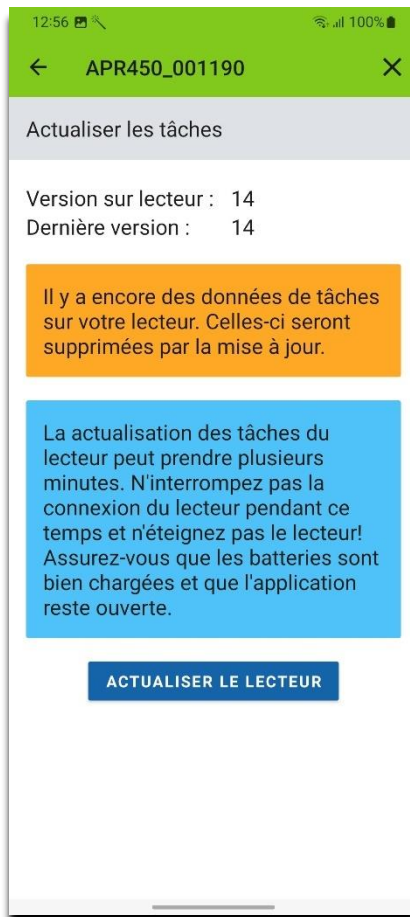 12:56 100%
APR450_001190
Actualiser les tâches
Version sur lecteur : 14
Dernière version : 14
Il y a encore des données de tâches
sur votre lecteur. Celles-ci seront
supprimées par la mise à jour.
La actualisation des tâches du
lecteur peut prendre plusieurs
minutes. N'interrompez pas la
connexion du lecteur pendant ce
temps et n'éteignez pas le lecteur!
Assurez-vous que les batteries sont
bien chargées et que l'application
reste ouverte.
ACTUALISER LE LECTEUR